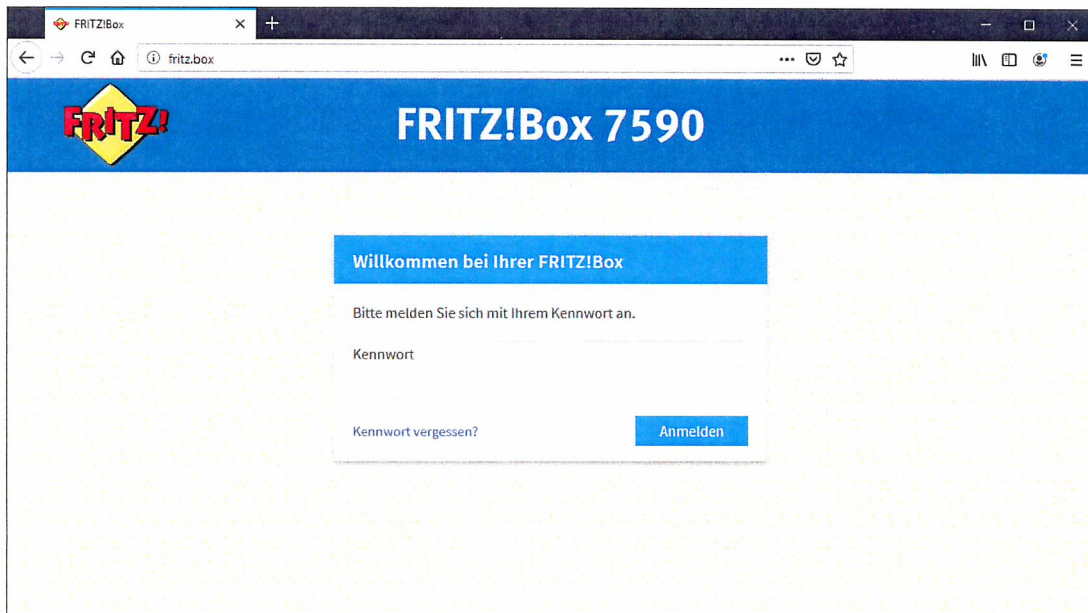 FRITZ!Box
fritz.box
FRITZ!
FRITZ!Box 7590
Willkommen bei Ihrer FRITZ!Box
Bitte melden Sie sich mit Ihrem Kennwort an.
Kennwort
Kennwort vergessen?
Anmelden